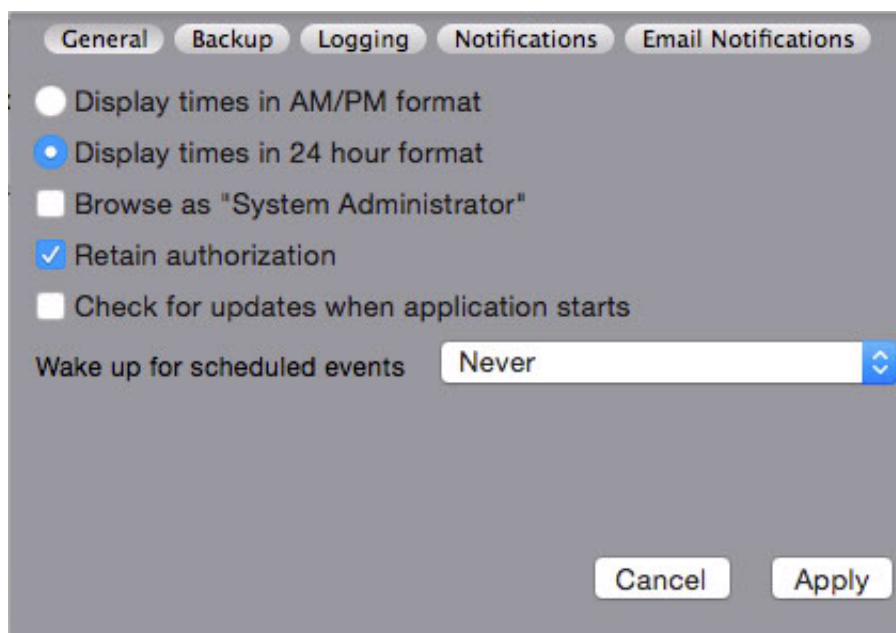 General Backup Logging Notifications Email Notifications
Display times in AM/PM format
Display times in 24 hour format
Browse as "System Administrator"
Retain authorization
Check for updates when application starts
Wake up for scheduled events Never
Cancel Apply